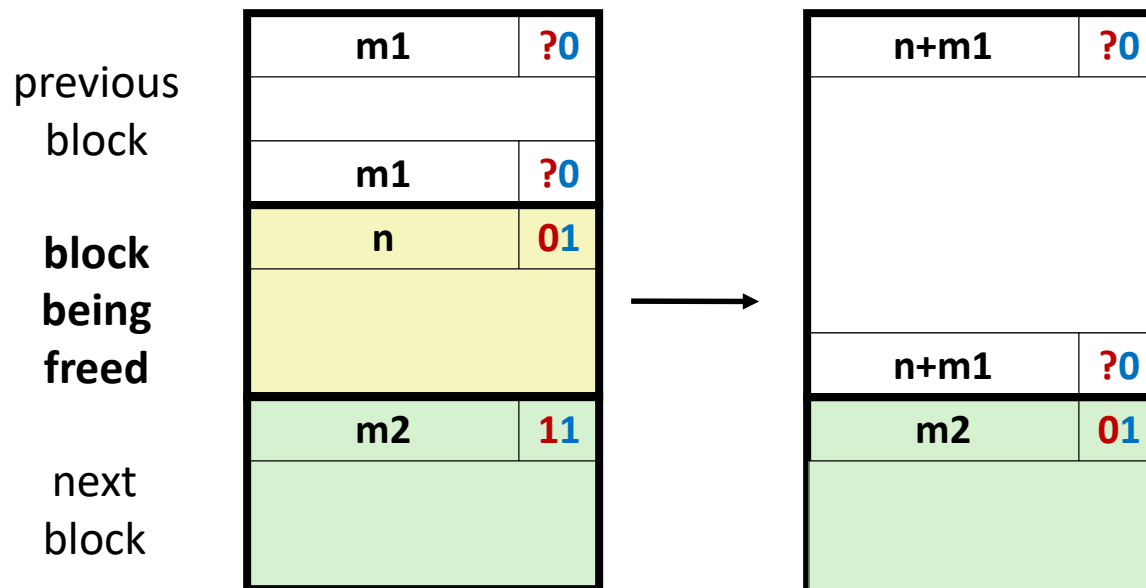 previous
block
m1 ?0
m1 ?0
block
being
freed
n 01
next
block
m2 11
n+m1 ?0
n+m1 ?0
m2 01